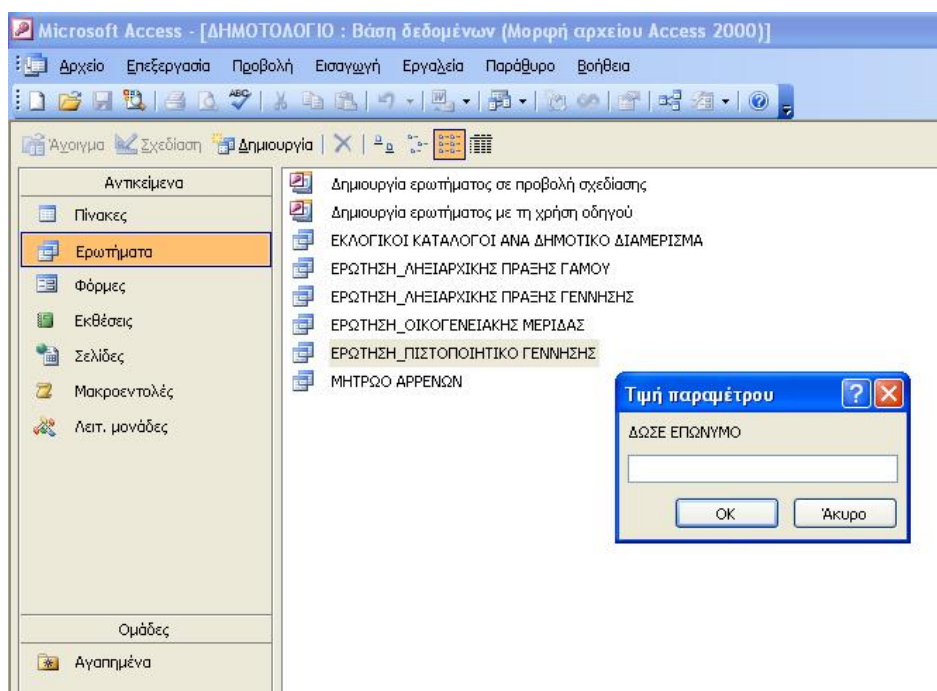 Microsoft Access - [ΔΗΜΟΤΟΛΟΓΙΟ : Βάση δεδομένων (Μορφή αρχείου Access 2000)]
Αρχείο Επεξεργασία Προβολή Εισαγωγή Εργαλεία Παράθυρο Βοήθεια
Άνοιγμα Σχεδίαση Δημιουργία
Αντικείμενα
Πίνακες
Ερωτήματα
Φόρμες
Εκθέσεις
Σελίδες
Μακροεντολές
Λειτ. μονάδες
Ομάδες
Αγαπημένα
Δημιουργία ερωτήματος σε προβολή σχεδίασης
Δημιουργία ερωτήματος με τη χρήση οδηγού
ΕΚΛΟΓΙΚΟΙ ΚΑΤΑΛΟΓΟΙ ΑΝΑ ΔΗΜΟΤΙΚΟ ΔΙΑΜΕΡΙΣΜΑ
ΕΡΩΤΗΣΗ_ΛΗΞΙΑΡΧΙΚΗΣ ΠΡΑΞΗΣ ΓΑΜΟΥ
ΕΡΩΤΗΣΗ_ΛΗΞΙΑΡΧΙΚΗΣ ΠΡΑΞΗΣ ΓΕΝΝΗΣΗΣ
ΕΡΩΤΗΣΗ_ΟΙΚΟΓΕΝΕΙΑΚΗΣ ΜΕΡΙΔΑΣ
ΕΡΩΤΗΣΗ_ΠΙΣΤΟΠΟΙΗΤΙΚΟ ΓΕΝΝΗΣΗΣ
ΜΗΤΡΩΟ ΑΡΡΕΝΩΝ
Τιμή παραμέτρου
ΔΩΣΕ ΕΠΩΝΥΜΟ
OK Άκυρο